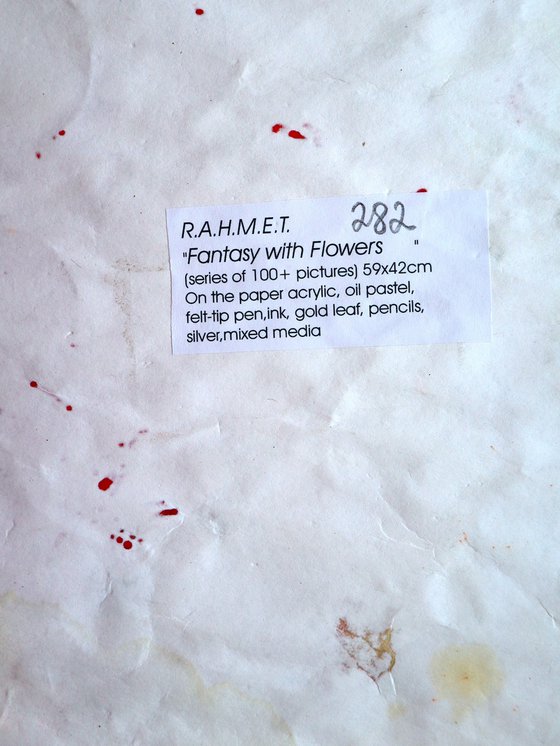 R.A.H.M.E.T. 282
"Fantasy with Flowers "
(series of 100+ pictures) 59x42cm
On the paper acrylic, oil pastel,
felt-tip pen,ink, gold leaf, pencils,
silver,mixed media